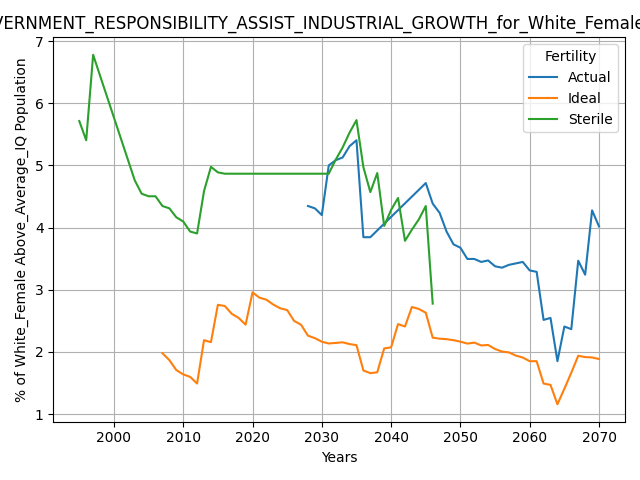 VERNMENT_RESPONSIBILITY_ASSIST_INDUSTRIAL_GROWTH_for_White_Female
Fertility
Actual
Ideal
Sterile
% of White_Female Above_Average_IQ Population
7
6
5
4
3
2
1
2000 2010 2020 2030 2040 2050 2060 2070
Years